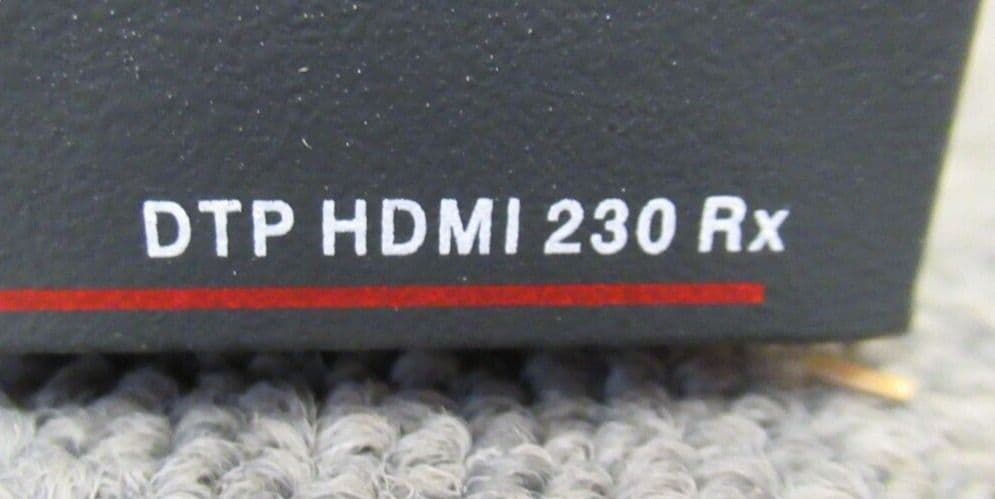 DTP HDMI 230 Rx